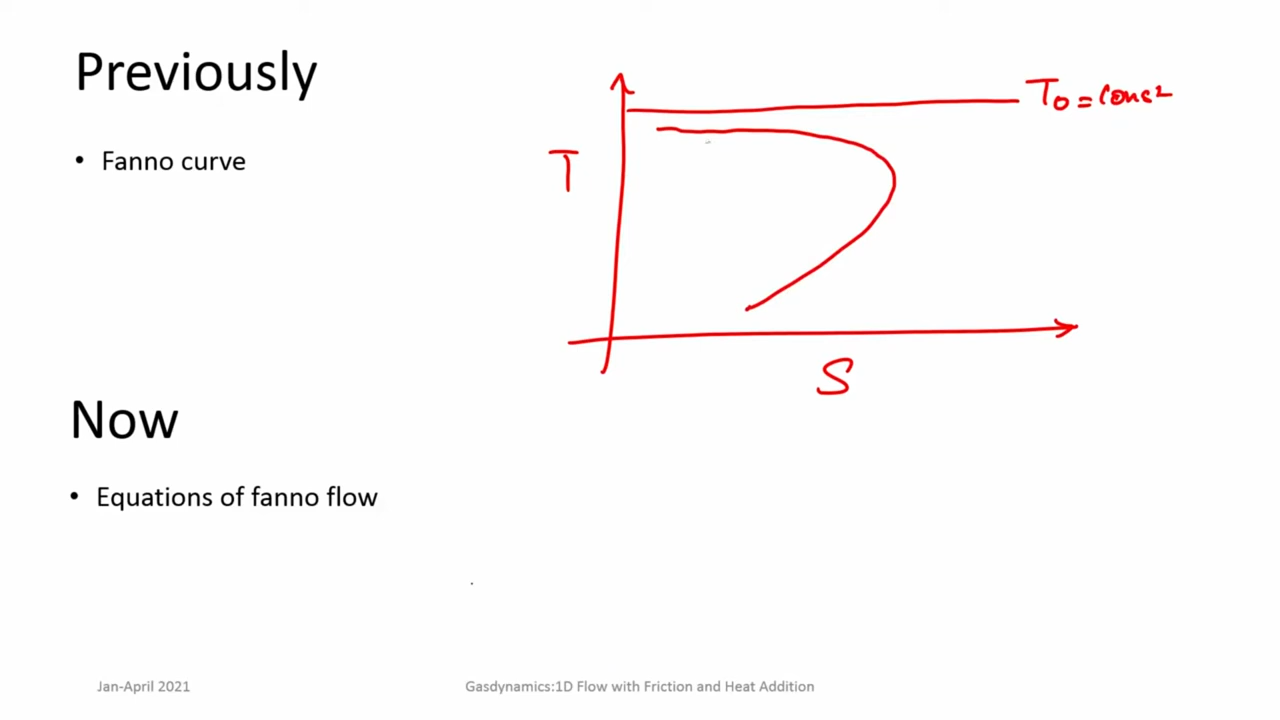 Previously
• Fanno curve
T₀ = const
T
S
Now
• Equations of fanno flow
Jan-April 2021
Gasdynamics:1D Flow with Friction and Heat Addition